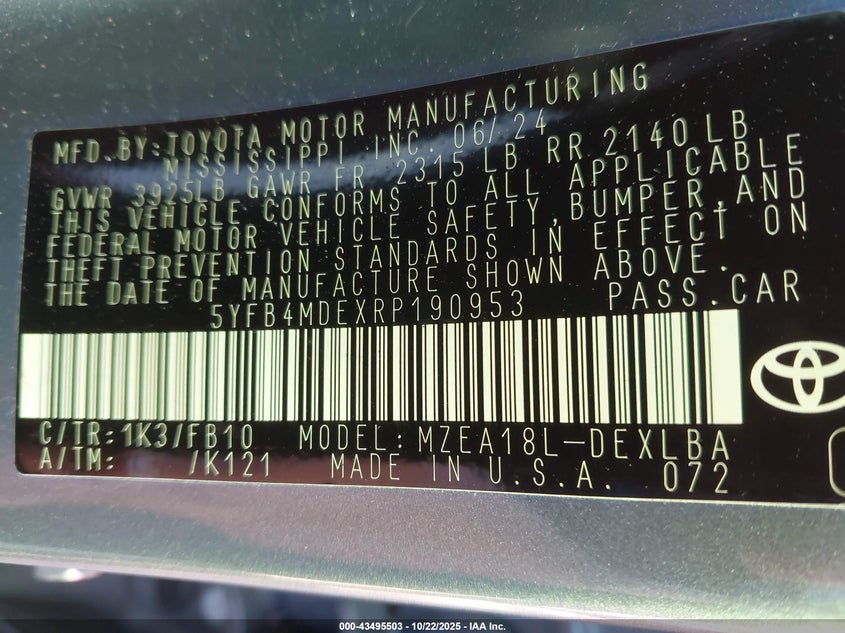 MFD. BY: TOYOTA MOTOR MANUFACTURING
MISSISSIPPI, INC. 06/24
GVWR 3925LB GAWR FR 2315 LB RR 2140 LB
THIS VEHICLE CONFORMS TO ALL APPLICABLE
FEDERAL MOTOR VEHICLE SAFETY, BUMPER, AND
THEFT PREVENTION STANDARDS IN EFFECT ON
THE DATE OF MANUFACTURE SHOWN ABOVE.
5YFB4MDEXRP190953 PASS.CAR
C/TR: 1K3/FB10 MODEL: MZEA18L-DEXLBA
A/TM: /K121 MADE IN U.S.A. 072
000-43495503 - 10/22/2025 - IAA Inc.